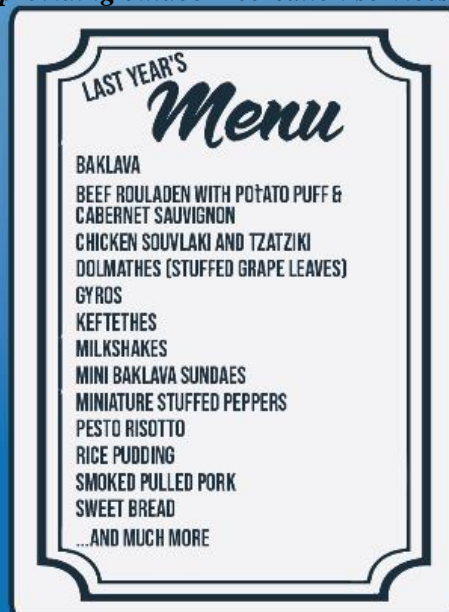 LAST YEAR'S
Menu
BAKLAVA
BEEF ROULADEN WITH POTATO PUFF &
CABERNET SAUVIGNON
CHICKEN SOUVLAKI AND TZATZIKI
DOLMATHES (STUFFED GRAPE LEAVES)
GYROS
KEFTETHES
MILKSHAKES
MINI BAKLAVA SUNDAES
MINIATURE STUFFED PEPPERS
PESTO RISOTTO
RICE PUDDING
SMOKED PULLED PORK
SWEET BREAD
...AND MUCH MORE